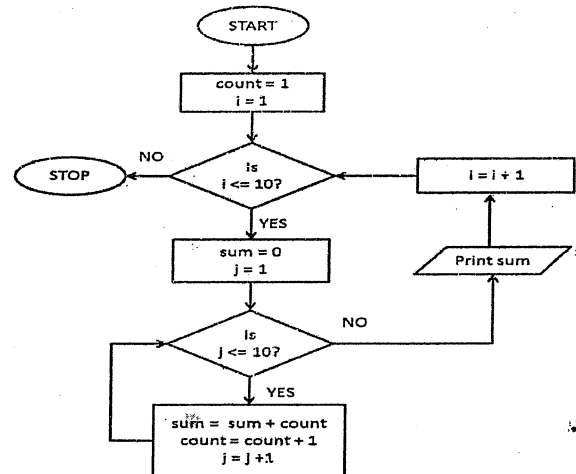 START
count = 1
i = 1
Is
i <= 10?
NO
STOP
i = i + 1
YES
sum = 0
j = 1
Print sum
Is
j <= 10?
NO
YES
sum = sum + count
count = count + 1
j = j +1